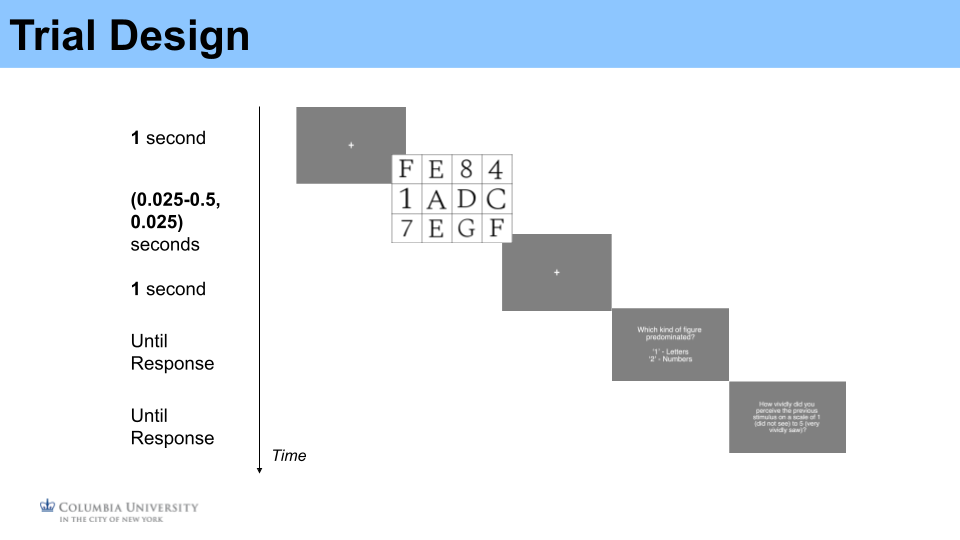 Trial Design
1 second
(0.025-0.5,
0.025)
seconds
1 second
Until
Response
Until
Response
Time
+
F E 8 4
1 A D C
7 E G F
+
Which kind of figure
predominated?
'1' - Letters
'2' - Numbers
How vividly did you
perceive the previous
stimulus on a scale of 1
(did not see) to 5 (very
vividly saw)?
COLUMBIA UNIVERSITY
IN THE CITY OF NEW YORK